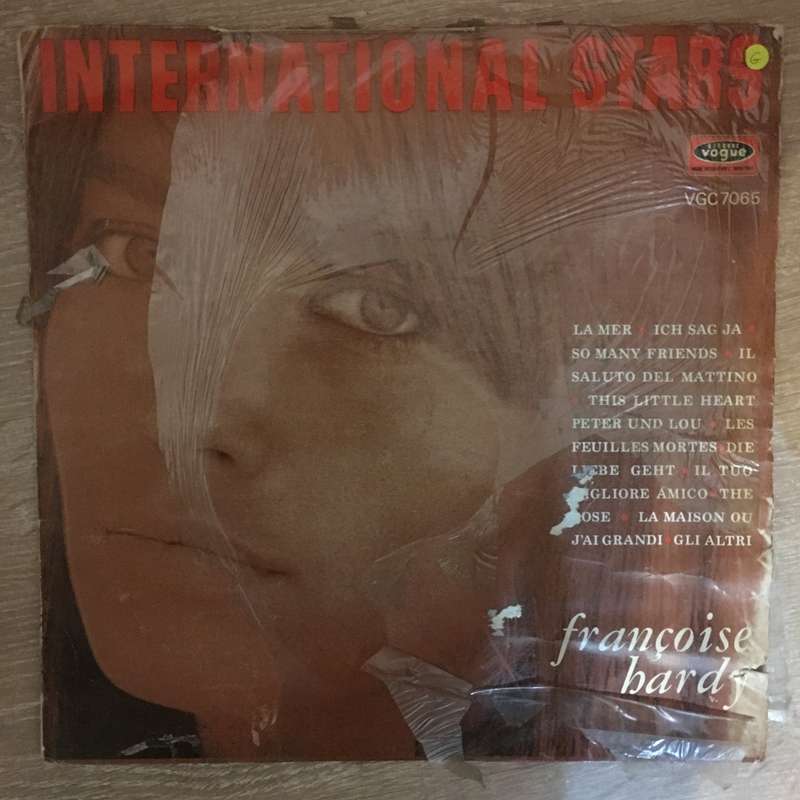 INTERNATIONAL STARS
G
vogue
VGC 7065
LA MER • ICH SAG JA •
SO MANY FRIENDS • IL
SALUTO DEL MATTINO
• THIS LITTLE HEART
PETER UND LOU • LES
FEUILLES MORTES • DIE
LIEBE GEHT • IL TUO
MIGLIORE AMICO • THE
ROSE • LA MAISON OU
J'AI GRANDI • GLI ALTRI
françoise
hardy